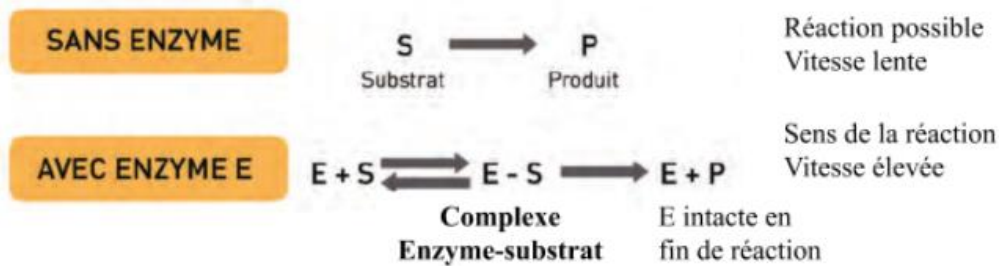 SANS ENZYME
S
P
Substrat
Produit
Réaction possible
Vitesse lente
AVEC ENZYME E
E + S
E - S
E + P
Sens de la réaction
Vitesse élevée
Complexe
Enzyme-substrat
E intacte en
fin de réaction